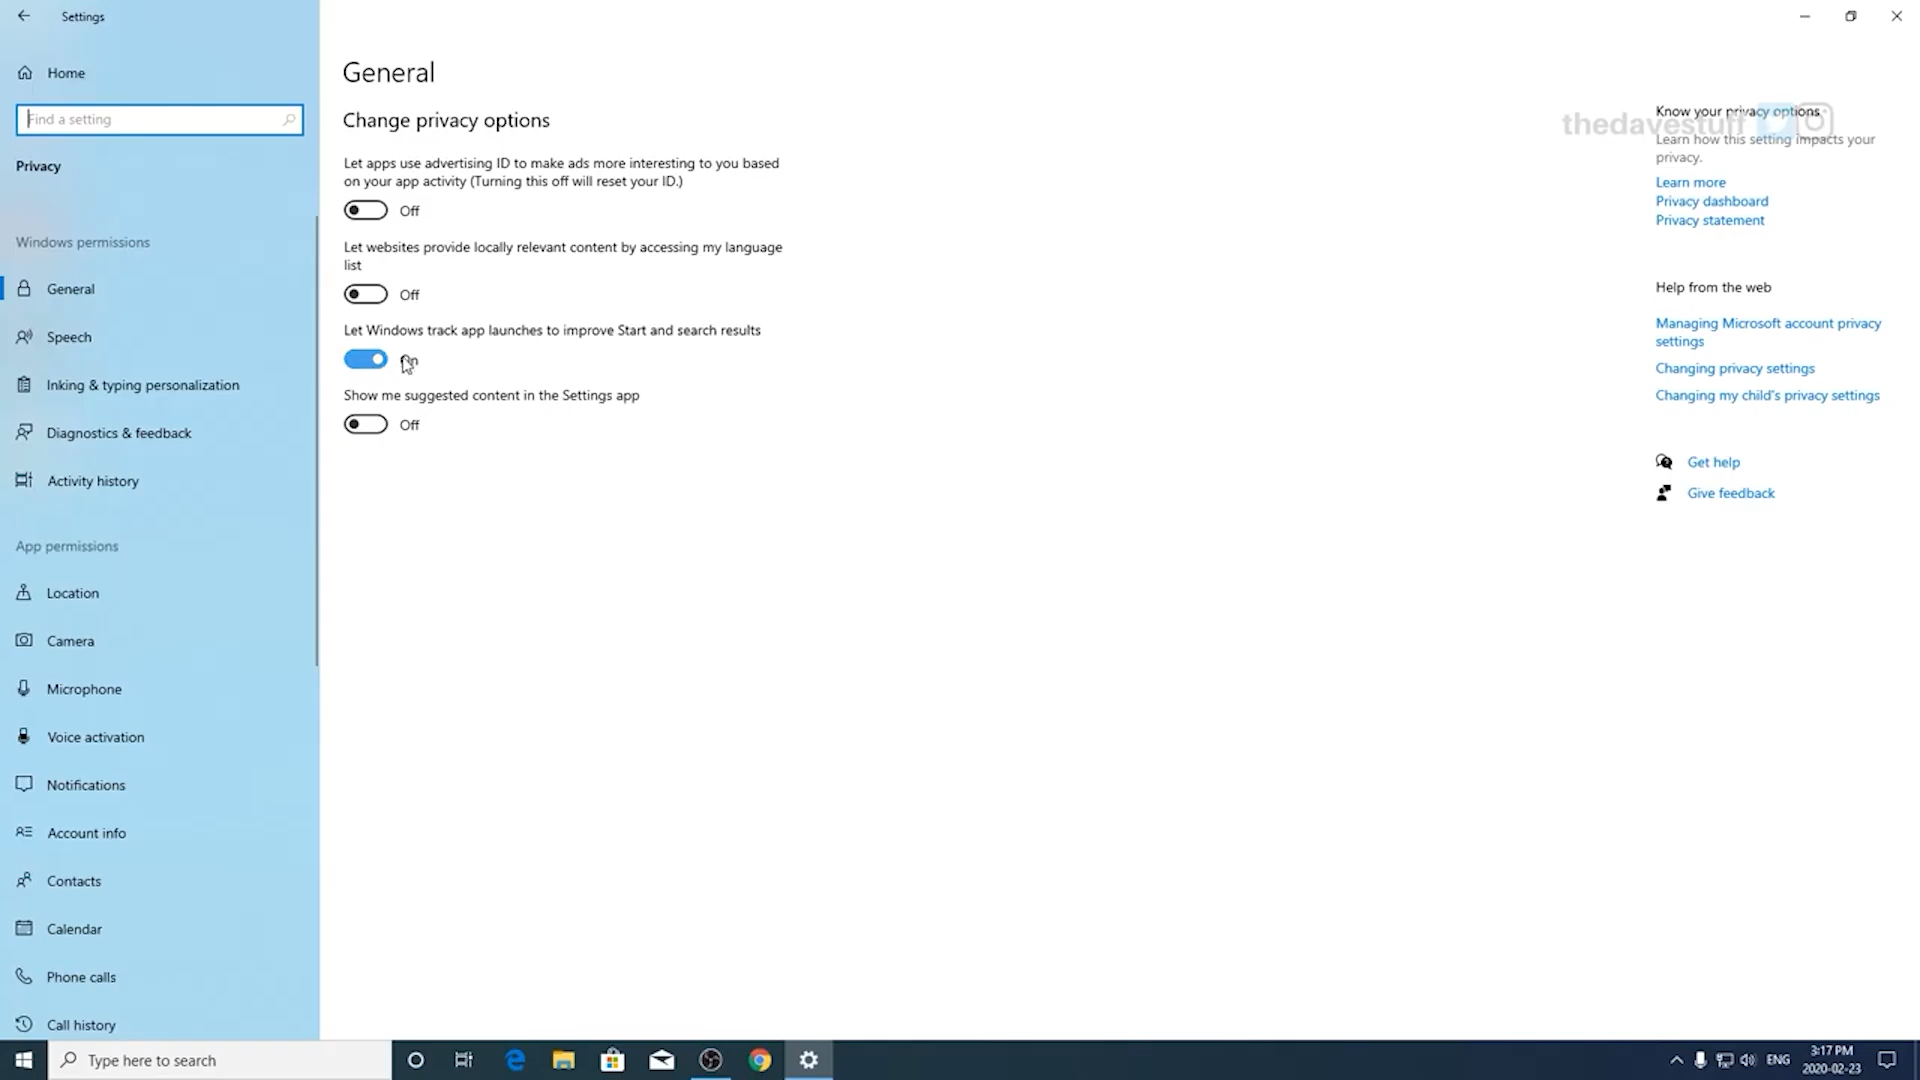 Settings
Home
Find a setting
Privacy
Windows permissions
General
Speech
Inking & typing personalization
Diagnostics & feedback
Activity history
App permissions
Location
Camera
Microphone
Voice activation
Notifications
Account info
Contacts
Calendar
Phone calls
Call history
General
Change privacy options
Let apps use advertising ID to make ads more interesting to you based
on your app activity (Turning this off will reset your ID.)
Off
Let websites provide locally relevant content by accessing my language
list
Off
Let Windows track app launches to improve Start and search results
On
Show me suggested content in the Settings app
Off
thedavestuff
Know your privacy options
Learn how this setting impacts your
privacy.
Learn more
Privacy dashboard
Privacy statement
Help from the web
Managing Microsoft account privacy
settings
Changing privacy settings
Changing my child's privacy settings
Get help
Give feedback
Type here to search
ENG
3:17 PM
2020-02-23